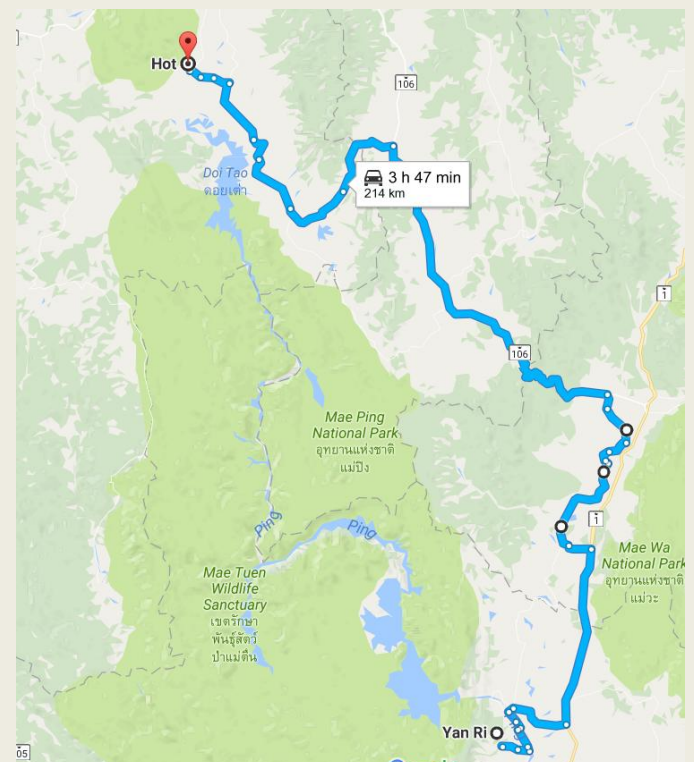 Hot
106
Doi Tao
ดอยเต่า
3 h 47 min
214 km
1
106
Mae Ping
National Park
อุทยานแห่งชาติ
แม่ปิง
1
Ping
Ping
Mae Wa
National Park
อุทยานแห่งชาติ
แม่วะ
Mae Tuen
Wildlife
Sanctuary
เขตรักษา
พันธุ์สัตว์
ป่าแม่ตื่น
Yan Ri
05